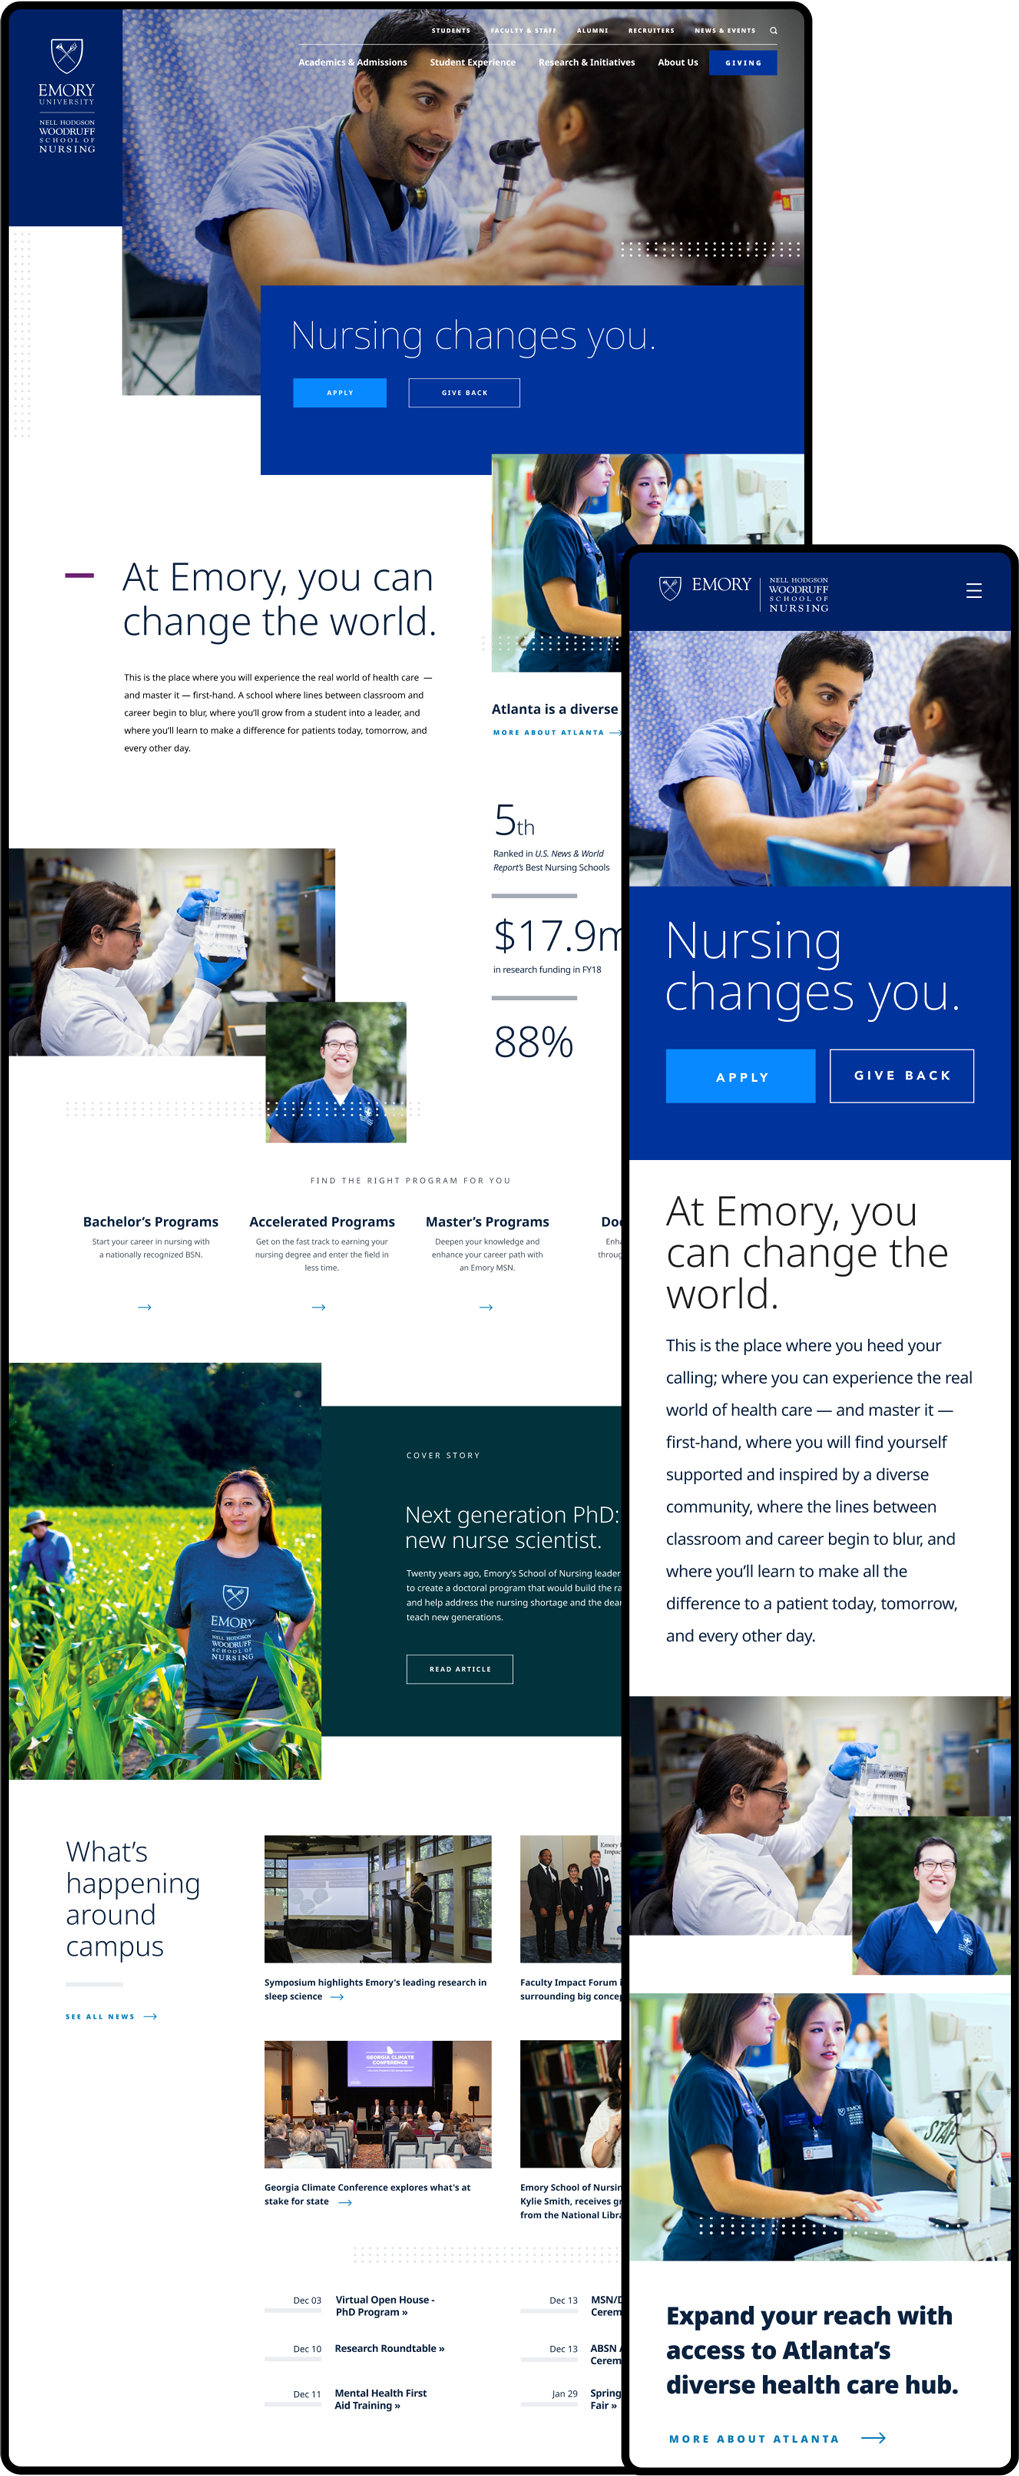 STUDENTS FACULTY & STAFF ALUMNI RECRUITERS NEWS & EVENTS
Academics & Admissions Student Experience Research & Initiatives About Us GIVING
EMORY
UNIVERSITY
NELL HODGSON
WOODRUFF
SCHOOL OF
NURSING
Nursing changes you.
APPLY GIVE BACK
At Emory, you can
change the world.
This is the place where you will experience the real world of health care —
and master it — first-hand. A school where lines between classroom and
career begin to blur, where you'll grow from a student into a leader, and
where you'll learn to make a difference for patients today, tomorrow, and
every other day.
Atlanta is a diverse
MORE ABOUT ATLANTA
5th
Ranked in U.S. News & World
Report's Best Nursing Schools
$17.9m
in research funding in FY18
88%
FIND THE RIGHT PROGRAM FOR YOU
Bachelor's Programs
Start your career in nursing with
a nationally recognized BSN.
Accelerated Programs
Get on the fast track to earning your
nursing degree and enter the field in
less time.
Master's Programs
Deepen your knowledge and
enhance your career path with
an Emory MSN.
COVER STORY
Next generation PhD:
new nurse scientist.
Twenty years ago, Emory's School of Nursing leader
to create a doctoral program that would build the
and help address the nursing shortage and the
teach new generations.
READ ARTICLE
EMORY
NELL HODGSON
WOODRUFF
SCHOOL OF
NURSING
What's
happening
around
campus
SEE ALL NEWS
Symposium highlights Emory's leading research in
sleep science
Faculty Impact Forum
surrounding big
GEORGIA CLIMATE
CONFERENCE
Georgia Climate Conference explores what's at
stake for state
Emory School of
Kylie Smith, receives
from the National
Dec 03 Virtual Open House -
PhD Program »
Dec 10 Research Roundtable »
Dec 11 Mental Health First
Aid Training »
Dec 13
Dec 13 ABSN
Jan 29 Spring
Fair »
EMORY
NELL HODGSON
WOODRUFF
SCHOOL OF
NURSING
Nursing
changes you.
APPLY GIVE BACK
At Emory, you
can change the
world.
This is the place where you heed your
calling; where you can experience the real
world of health care — and master it —
first-hand, where you will find yourself
supported and inspired by a diverse
community, where the lines between
classroom and career begin to blur, and
where you'll learn to make all the
difference to a patient today, tomorrow,
and every other day.
Expand your reach with
access to Atlanta's
diverse health care hub.
MORE ABOUT ATLANTA